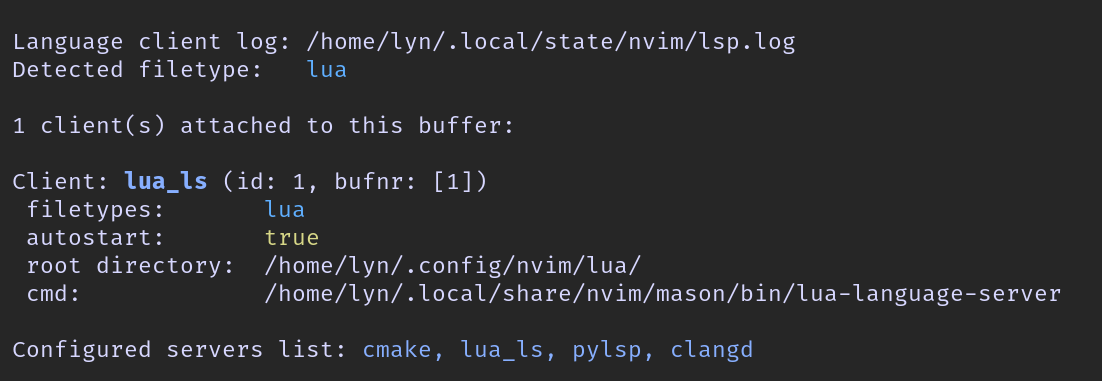 Language client log: /home/lyn/.local/state/nvim/lsp.log
Detected filetype:   lua
1 client(s) attached to this buffer:
Client: lua_ls (id: 1, bufnr: [1])
filetypes:       lua
autostart:       true
root directory:  /home/lyn/.config/nvim/lua/
cmd:             /home/lyn/.local/share/nvim/mason/bin/lua-language-server
Configured servers list: cmake, lua_ls, pylsp, clangd